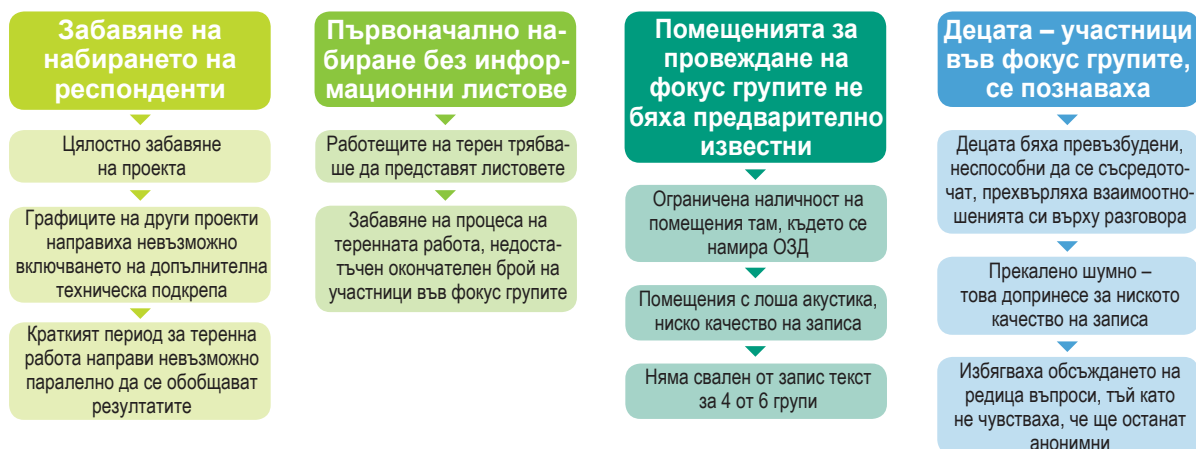 Забавяне на
набирането на
респонденти
Цялостно забавяне
на проекта
Графиците на други проекти
направиха невъзможно
включването на допълнителна
техническа подкрепа
Краткият период за теренна
работа направи невъзможно
паралелно да се обобщават
резултатите
Първоначално на-
биране без инфор-
мационни листове
Работещите на терен трябва-
ше да представят листовете
Забавяне на процеса на
теренната работа, недоста-
тъчен окончателен брой на
участници във фокус групите
Помещенията за
провеждане на
фокус групите не
бяха предварително
известни
Ограничена наличност на
помещения там, където се
намира ОЗД
Помещения с лоша акустика,
ниско качество на записа
Няма свален от запис текст
за 4 от 6 групи
Децата – участници
във фокус групите,
се познаваха
Децата бяха превъзбудени,
неспособни да се съсредото-
чат, прехвърляха взаимоотно-
шенията си върху разговора
Прекалено шумно –
това допринесе за ниското
качество на записа
Избягваха обсъждането на
редица въпроси, тъй като
не чувстваха, че ще останат
анонимни